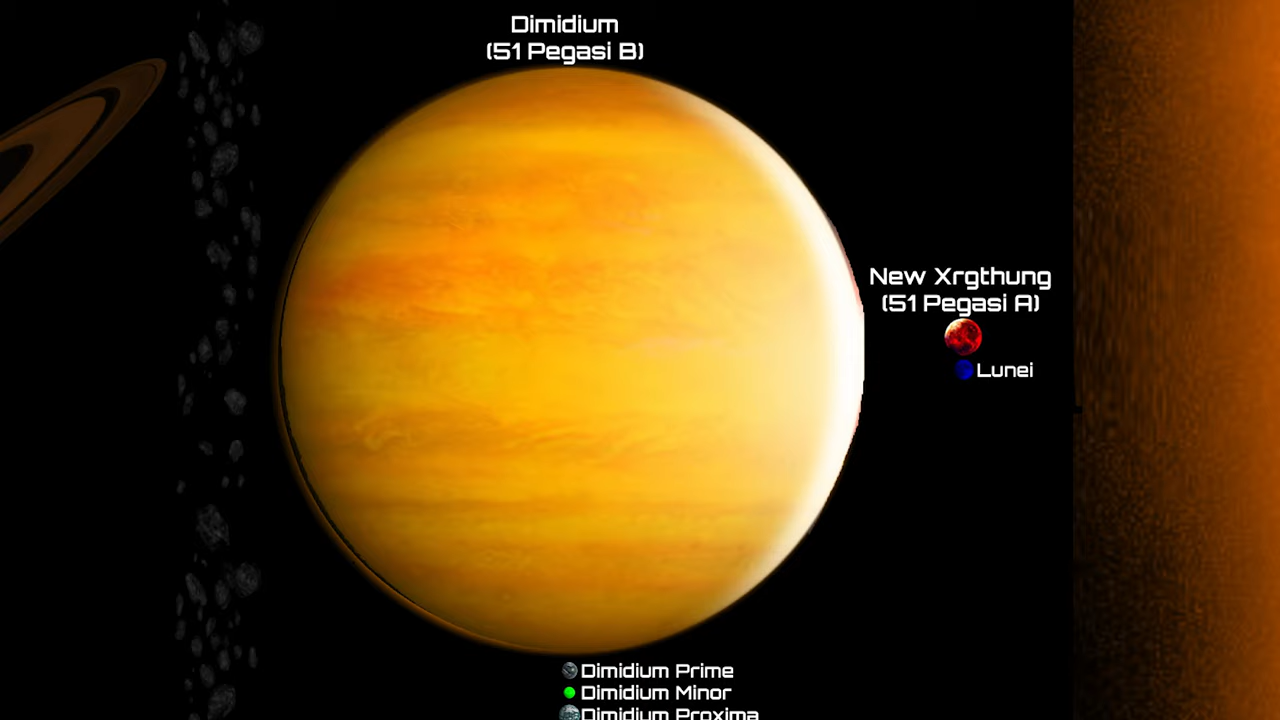 Dimidium
(51 Pegasi B)
New Xrgthung
(51 Pegasi A)
Lunei
Dimidium Prime
Dimidium Minor
Dimidium Proxima